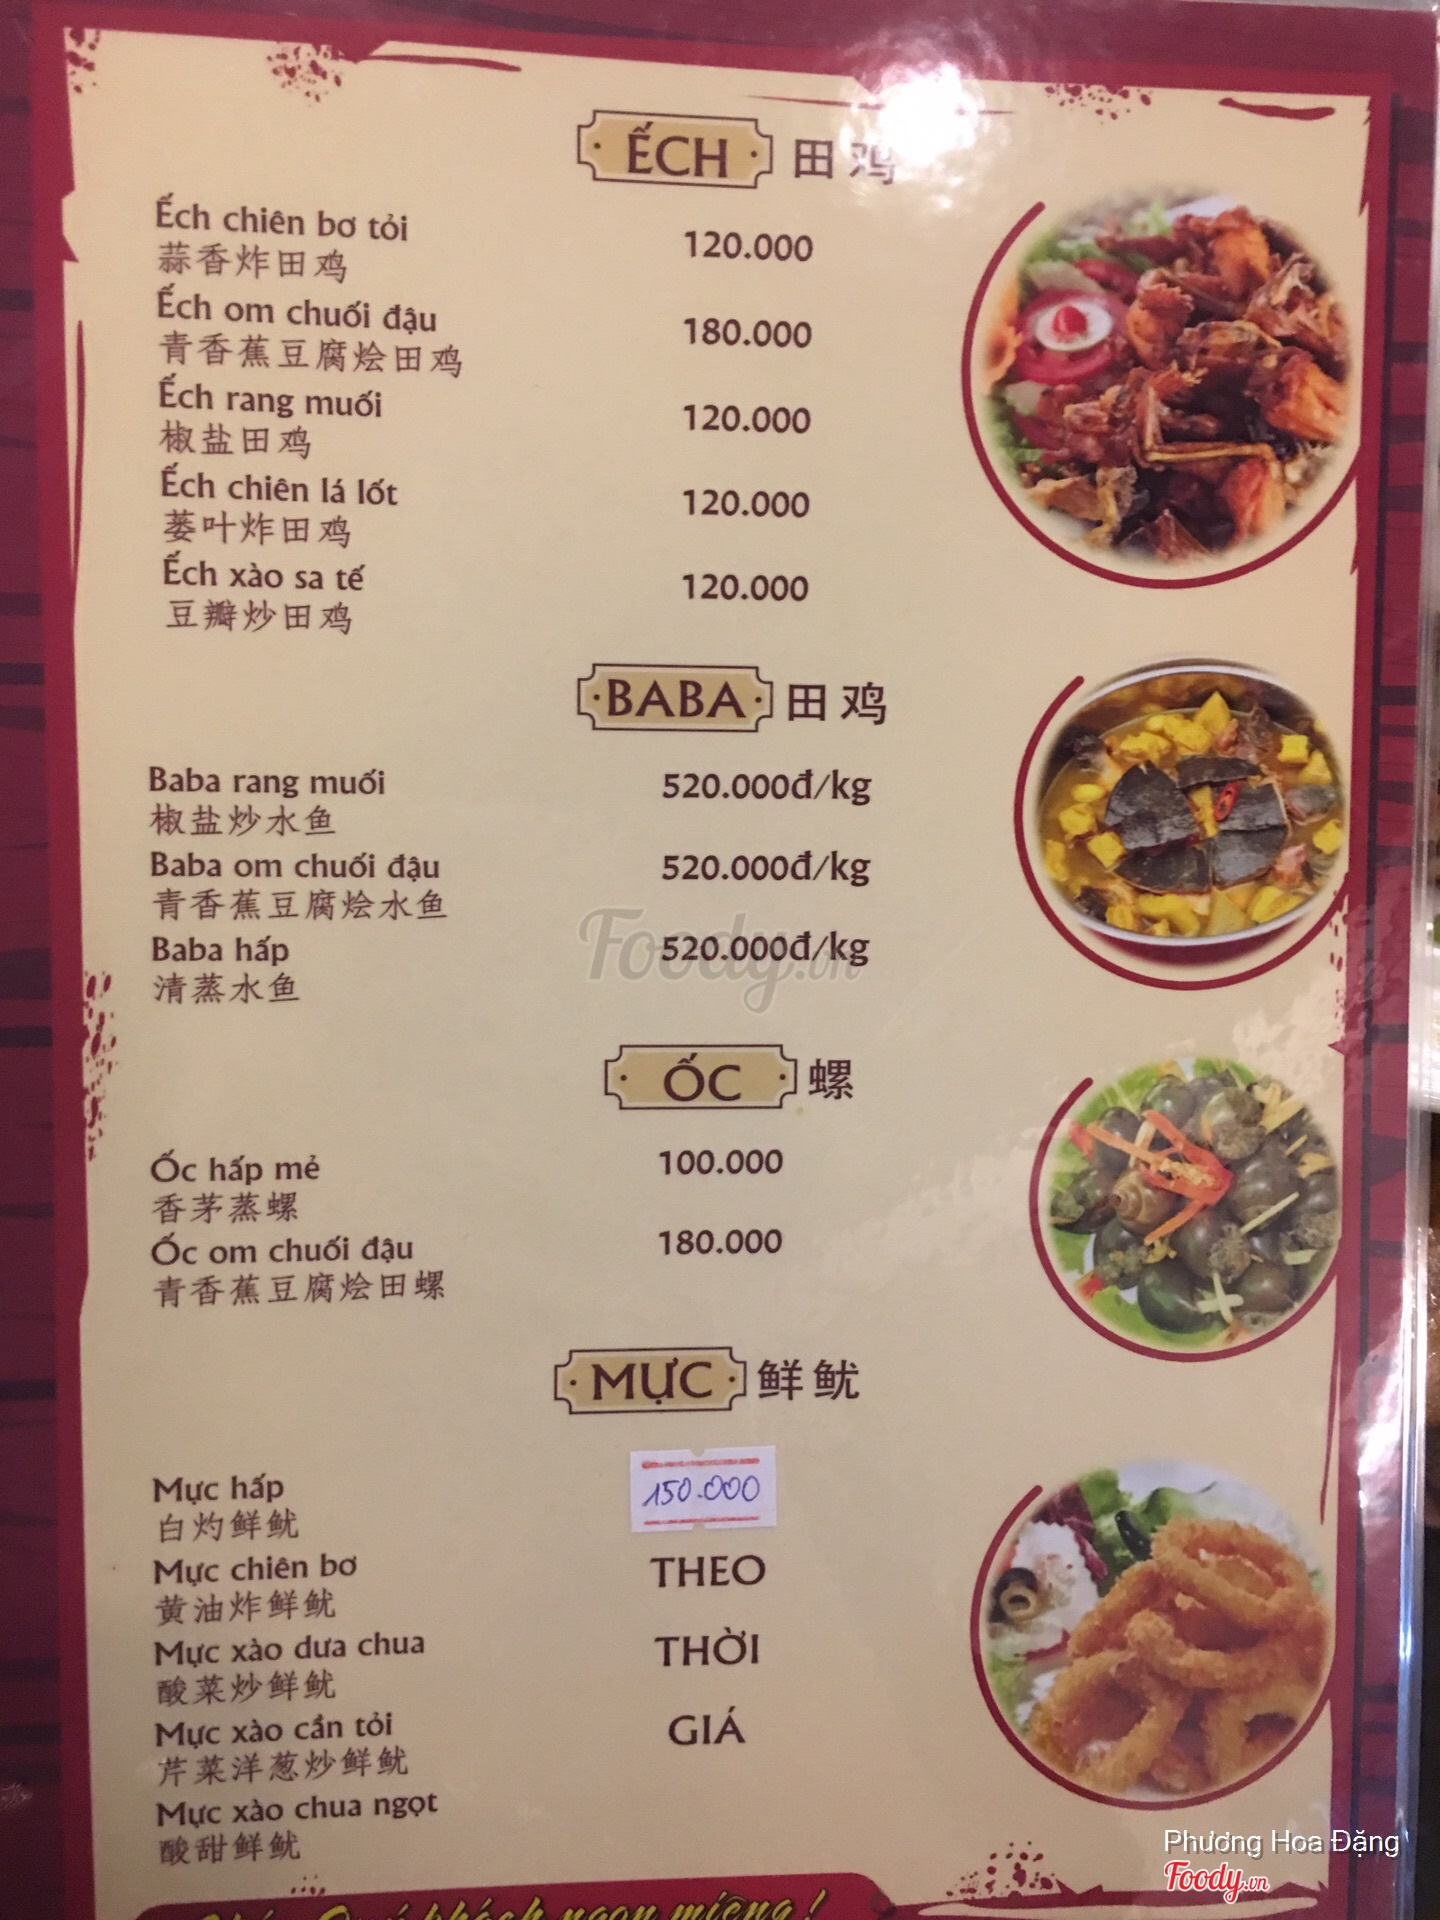 ẾCH 田鸡
Ếch chiên bơ tỏi 120.000
蒜香炸田鸡
Ếch om chuối đậu 180.000
青香蕉豆腐烩田鸡
Ếch rang muối 120.000
椒盐田鸡
Ếch chiên lá lốt 120.000
蒌叶炸田鸡
Ếch xào sa tế 120.000
豆瓣炒田鸡
BABA 田鸡
Baba rang muối 520.000đ/kg
椒盐炒水鱼
Baba om chuối đậu 520.000đ/kg
青香蕉豆腐烩水鱼
Baba hấp 520.000đ/kg
清蒸水鱼
Foody.vn
ỐC 螺
Ốc hấp mẻ 100.000
香茅蒸螺
Ốc om chuối đậu 180.000
青香蕉豆腐烩田螺
MỰC 鲜鱿
Mực hấp 150.000
白灼鲜鱿
Mực chiên bơ THEO
黄油炸鲜鱿
Mực xào dưa chua THỜI
酸菜炒鲜鱿
Mực xào cần tỏi GIÁ
芹菜洋葱炒鲜鱿
Mực xào chua ngọt
酸甜鲜鱿
Phương Hoa Đặng
Foody.vn
Quý khách ngon miệng!